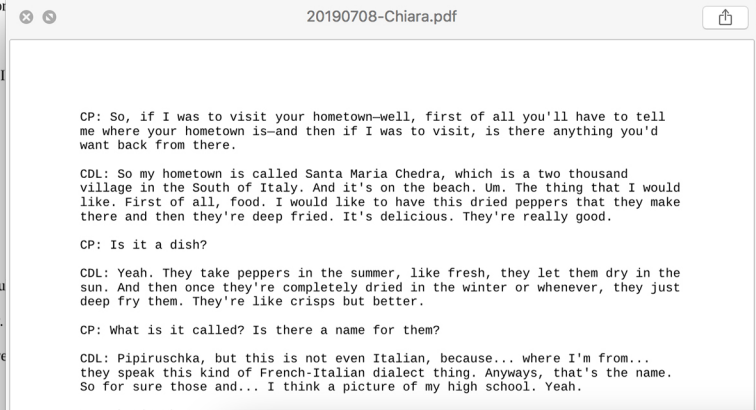 20190708-Chiara.pdf
CP: So, if I was to visit your hometown—well, first of all you'll have to tell
me where your hometown is—and then if I was to visit, is there anything you'd
want back from there.
CDL: So my hometown is called Santa Maria Chedra, which is a two thousand
village in the South of Italy. And it's on the beach. Um. The thing that I would
like. First of all, food. I would like to have this dried peppers that they make
there and then they're deep fried. It's delicious. They're really good.
CP: Is it a dish?
CDL: Yeah. They take peppers in the summer, like fresh, they let them dry in the
sun. And then once they're completely dried in the winter or whenever, they just
deep fry them. They're like crisps but better.
CP: What is it called? Is there a name for them?
CDL: Pipiruschka, but this is not even Italian, because... where I'm from...
they speak this kind of French-Italian dialect thing. Anyways, that's the name.
So for sure those and... I think a picture of my high school. Yeah.